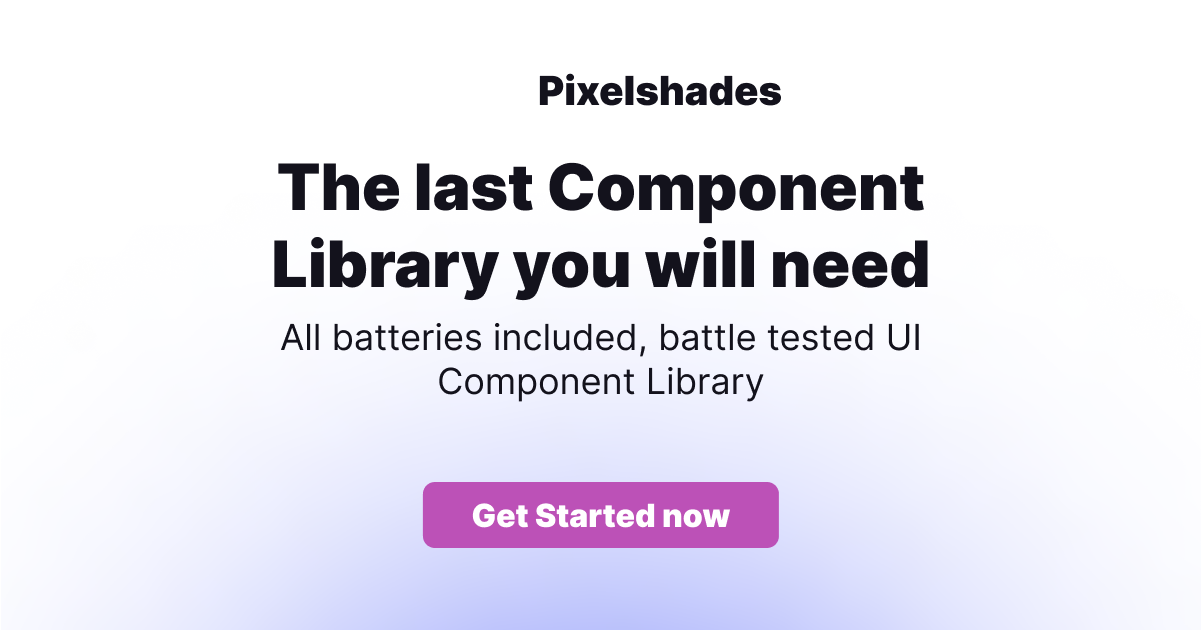 Pixelshades
The last Component
Library you will need
All batteries included, battle tested UI
Component Library
Get Started now